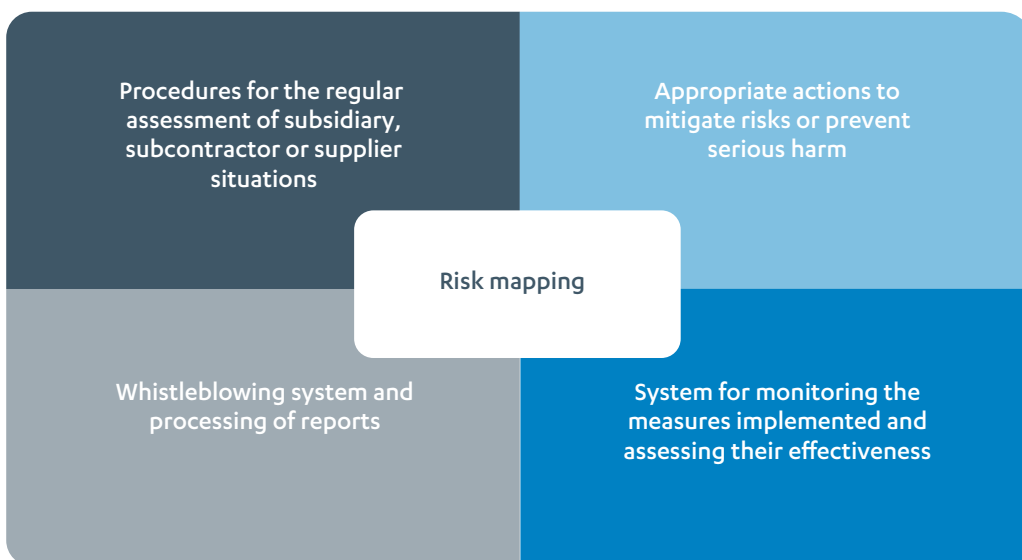 Procedures for the regular
assessment of subsidiary,
subcontractor or supplier
situations
Appropriate actions to
mitigate risks or prevent
serious harm
Risk mapping
Whistleblowing system and
processing of reports
System for monitoring the
measures implemented and
assessing their effectiveness